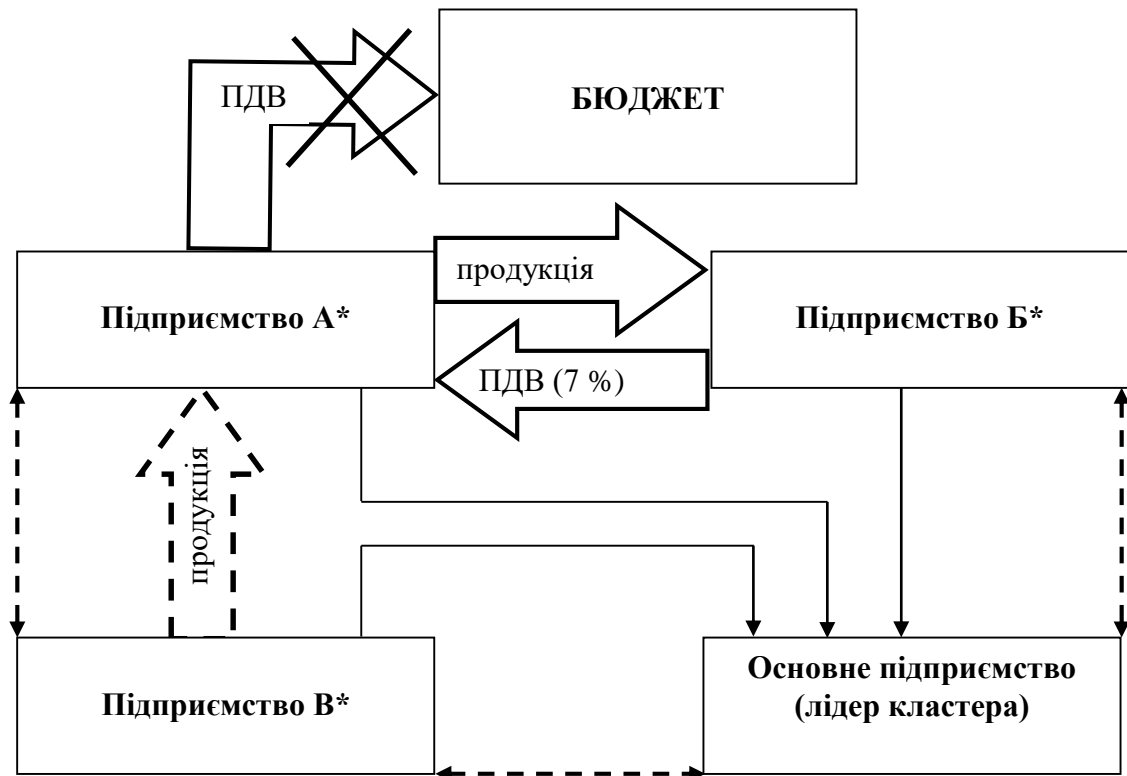 ПДВ
БЮДЖЕТ
продукція
Підприємство А*
Підприємство Б*
ПДВ (7 %)
продукція
Підприємство В*
Основне підприємство
(лідер кластера)